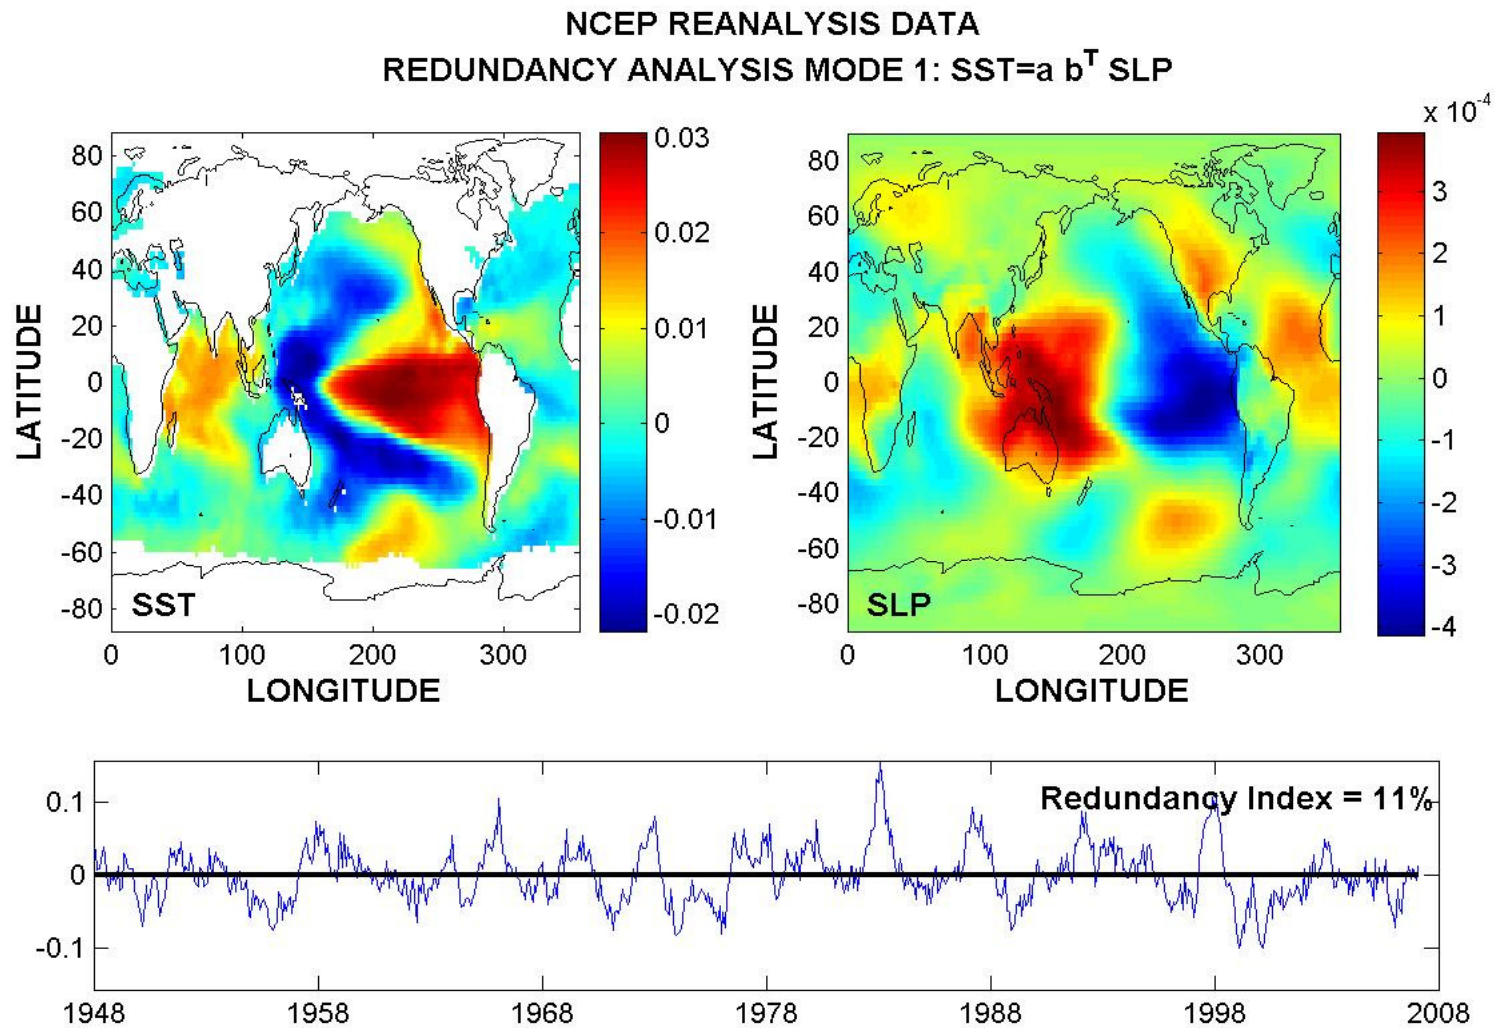 NCEP REANALYSIS DATA
REDUNDANCY ANALYSIS MODE 1: SST=a b^T SLP
x 10^-4
80
60
40
20
0
-20
-40
-60
-80
LATITUDE
SST
0 100 200 300
LONGITUDE
0.03
0.02
0.01
0
-0.01
-0.02
80
60
40
20
0
-20
-40
-60
-80
LATITUDE
SLP
0 100 200 300
LONGITUDE
3
2
1
0
-1
-2
-3
-4
Redundancy Index = 11%
0.1
0
-0.1
1948 1958 1968 1978 1988 1998 2008